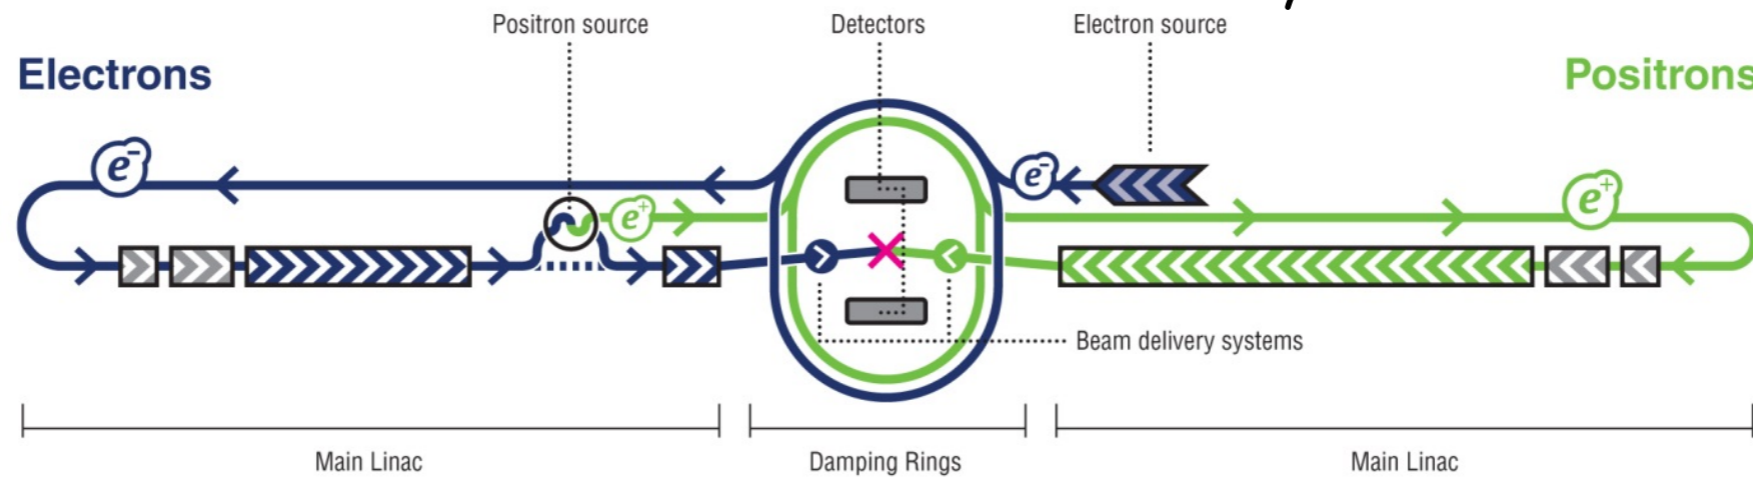 Positron source
Detectors
Electron source
Electrons
Positrons
e-
e-
e+
e+
Beam delivery systems
Main Linac
Damping Rings
Main Linac